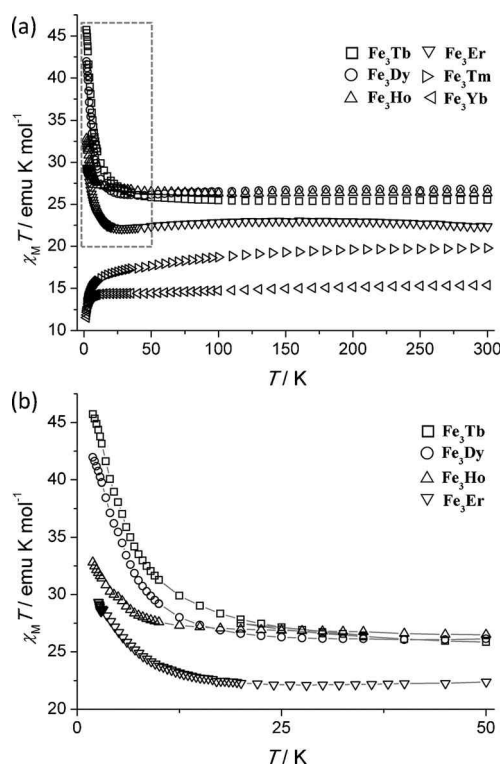 (a)
45
40
35
30
25
20
15
10
χMT / emu K mol⁻¹
Fe3Tb
Fe3Dy
Fe3Ho
Fe3Er
Fe3Tm
Fe3Yb
0 50 100 150 200 250 300
T / K
(b)
45
40
35
30
25
20
χMT / emu K mol⁻¹
Fe3Tb
Fe3Dy
Fe3Ho
Fe3Er
0 25 50
T / K